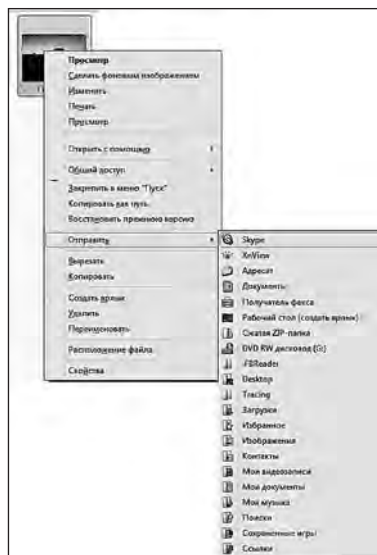 Просмотр
Сделать фоновым изображением
Изменить
Печать
Просмотр
Открыть с помощью
Общий доступ
Закрепить в меню "Пуск"
Копировать как путь
Восстановить прежнюю версию
Отправить
Вырезать
Копировать
Создать ярлык
Удалить
Переименовать
Расположение файла
Свойства
Skype
XnView
Адресат
Документы
Получатель факса
Рабочий стол (создать ярлык)
Сжатая ZIP-папка
DVD RW дисковод (G:)
.FBReader
Desktop
Tracing
Загрузки
Избранное
Изображения
Контакты
Мои видеозаписи
Мои документы
Моя музыка
Поиски
Сохраненные игры
Ссылки